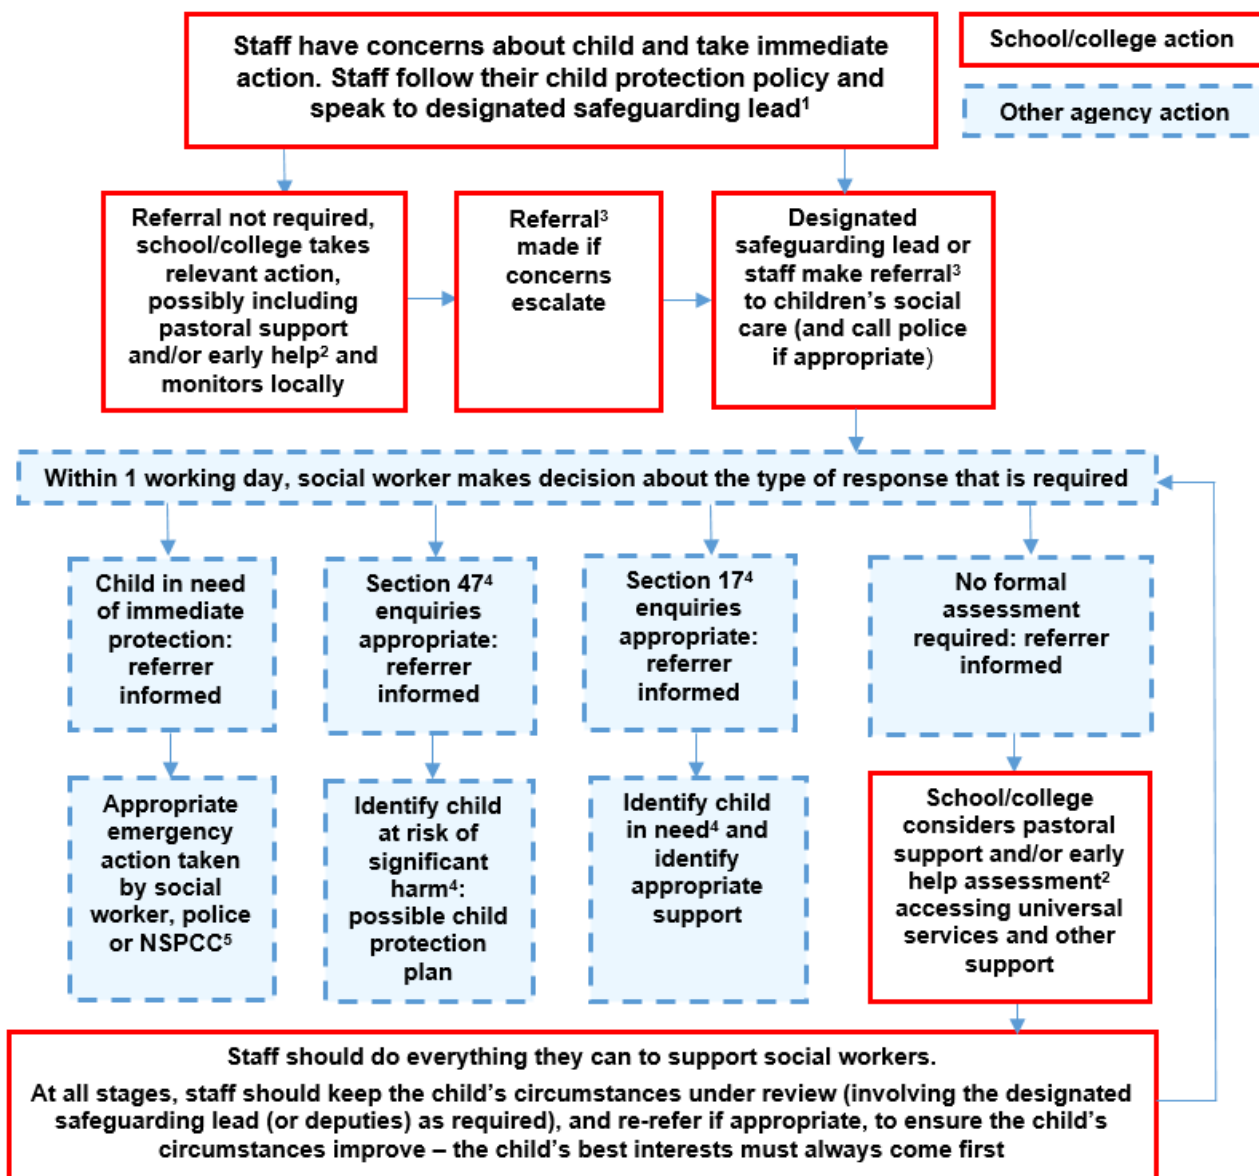 Staff have concerns about child and take immediate
action. Staff follow their child protection policy and
speak to designated safeguarding lead¹
School/college action
Other agency action
Referral not required,
school/college takes
relevant action,
possibly including
pastoral support
and/or early help² and
monitors locally
Referral³
made if
concerns
escalate
Designated
safeguarding lead or
staff make referral³
to children’s social
care (and call police
if appropriate)
Within 1 working day, social worker makes decision about the type of response that is required
Child in need
of immediate
protection:
referrer
informed
Section 47⁴
enquiries
appropriate:
referrer
informed
Section 17⁴
enquiries
appropriate:
referrer
informed
No formal
assessment
required: referrer
informed
Appropriate
emergency
action taken
by social
worker, police
or NSPCC⁵
Identify child
at risk of
significant
harm⁴:
possible child
protection
plan
Identify child
in need⁴ and
identify
appropriate
support
School/college
considers pastoral
support and/or early
help assessment²
accessing universal
services and other
support
Staff should do everything they can to support social workers.
At all stages, staff should keep the child’s circumstances under review (involving the designated
safeguarding lead (or deputies) as required), and re-refer if appropriate, to ensure the child’s
circumstances improve – the child’s best interests must always come first